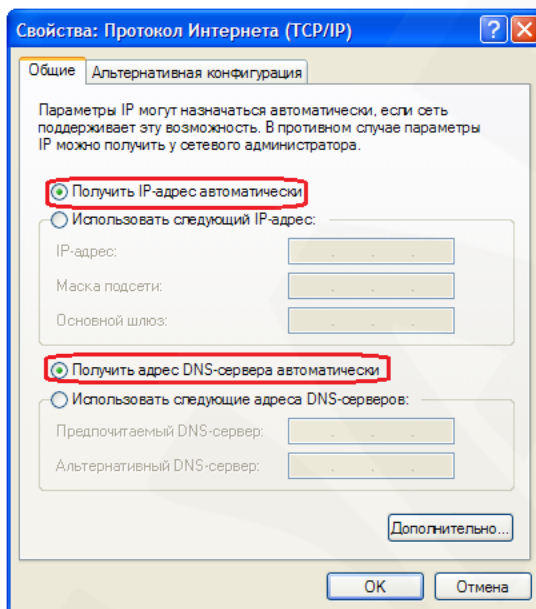 Свойства: Протокол Интернета (TCP/IP)
Общие
Альтернативная конфигурация
Параметры IP могут назначаться автоматически, если сеть
поддерживает эту возможность. В противном случае параметры
IP можно получить у сетевого администратора.
Получить IP-адрес автоматически
Использовать следующий IP-адрес:
IP-адрес:
Маска подсети:
Основной шлюз:
Получить адрес DNS-сервера автоматически
Использовать следующие адреса DNS-серверов:
Предпочитаемый DNS-сервер:
Альтернативный DNS-сервер:
Дополнительно...
OK
Отмена